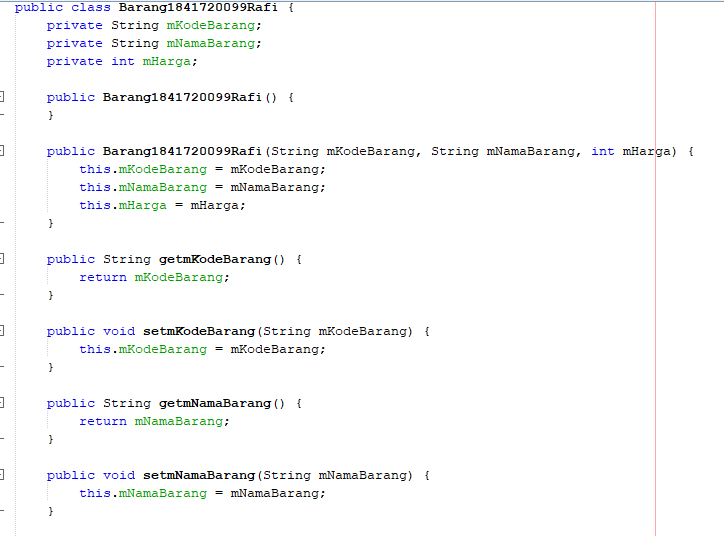 public class Barang1841720099Rafi {
private String mKodeBarang;
private String mNamaBarang;
private int mHarga;
public Barang1841720099Rafi() {
}
public Barang1841720099Rafi(String mKodeBarang, String mNamaBarang, int mHarga) {
this.mKodeBarang = mKodeBarang;
this.mNamaBarang = mNamaBarang;
this.mHarga = mHarga;
}
public String getmKodeBarang() {
return mKodeBarang;
}
public void setmKodeBarang(String mKodeBarang) {
this.mKodeBarang = mKodeBarang;
}
public String getmNamaBarang() {
return mNamaBarang;
}
public void setmNamaBarang(String mNamaBarang) {
this.mNamaBarang = mNamaBarang;
}